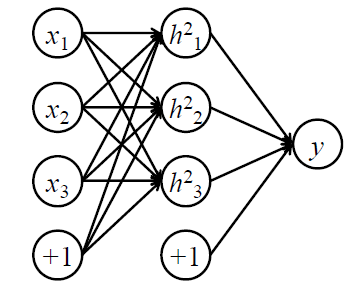 x1 h²1
x2 h²2
y
x3 h²3
+1 +1